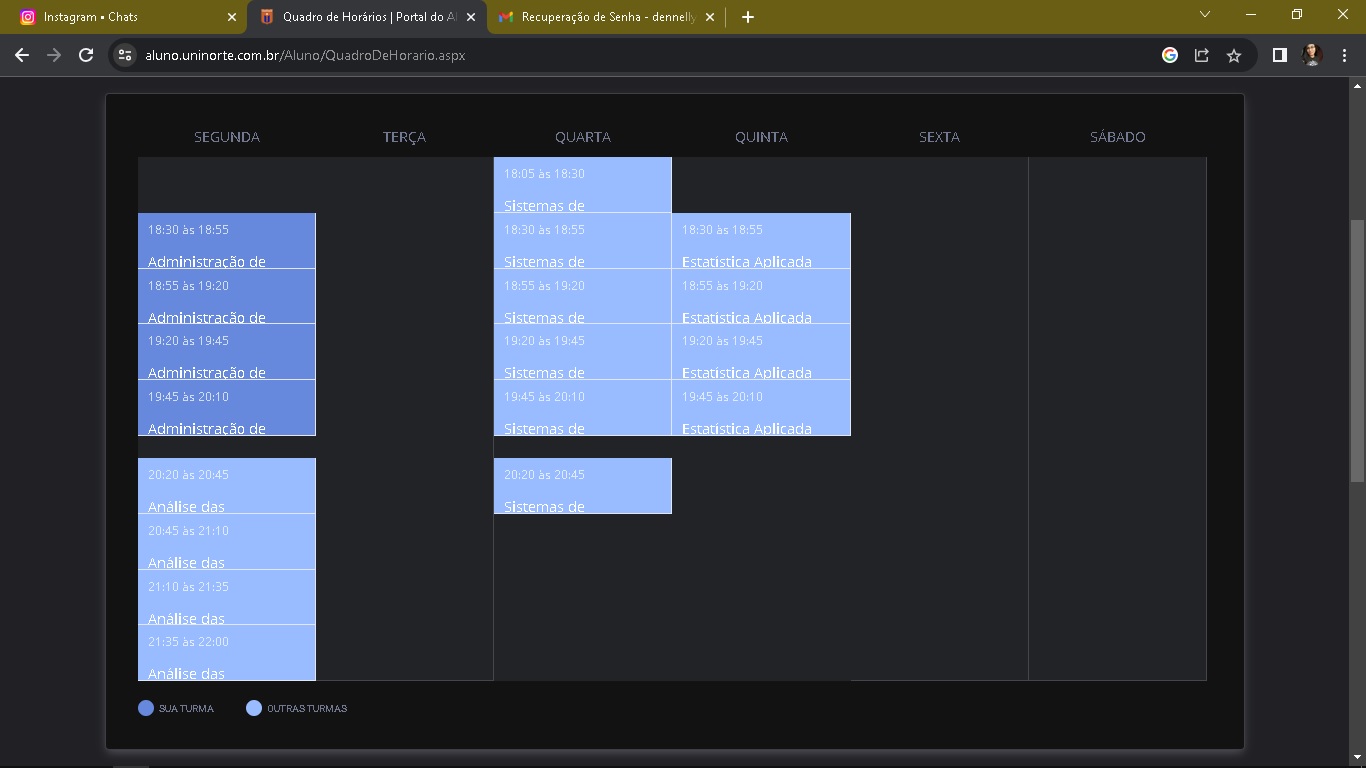 Instagram • Chats
Quadro de Horários | Portal do Al
Recuperação de Senha - dennelly
aluno.uninorte.com.br/Aluno/QuadroDeHorario.aspx
SEGUNDA
TERÇA
QUARTA
QUINTA
SEXTA
SÁBADO
18:05 às 18:30
Sistemas de
18:30 às 18:55
Administração de
18:30 às 18:55
Sistemas de
18:30 às 18:55
Estatística Aplicada
18:55 às 19:20
Administração de
18:55 às 19:20
Sistemas de
18:55 às 19:20
Estatística Aplicada
19:20 às 19:45
Administração de
19:20 às 19:45
Sistemas de
19:20 às 19:45
Estatística Aplicada
19:45 às 20:10
Administração de
19:45 às 20:10
Sistemas de
19:45 às 20:10
Estatística Aplicada
20:20 às 20:45
Análise das
20:20 às 20:45
Sistemas de
20:45 às 21:10
Análise das
21:10 às 21:35
Análise das
21:35 às 22:00
Análise das
SUA TURMA
OUTRAS TURMAS